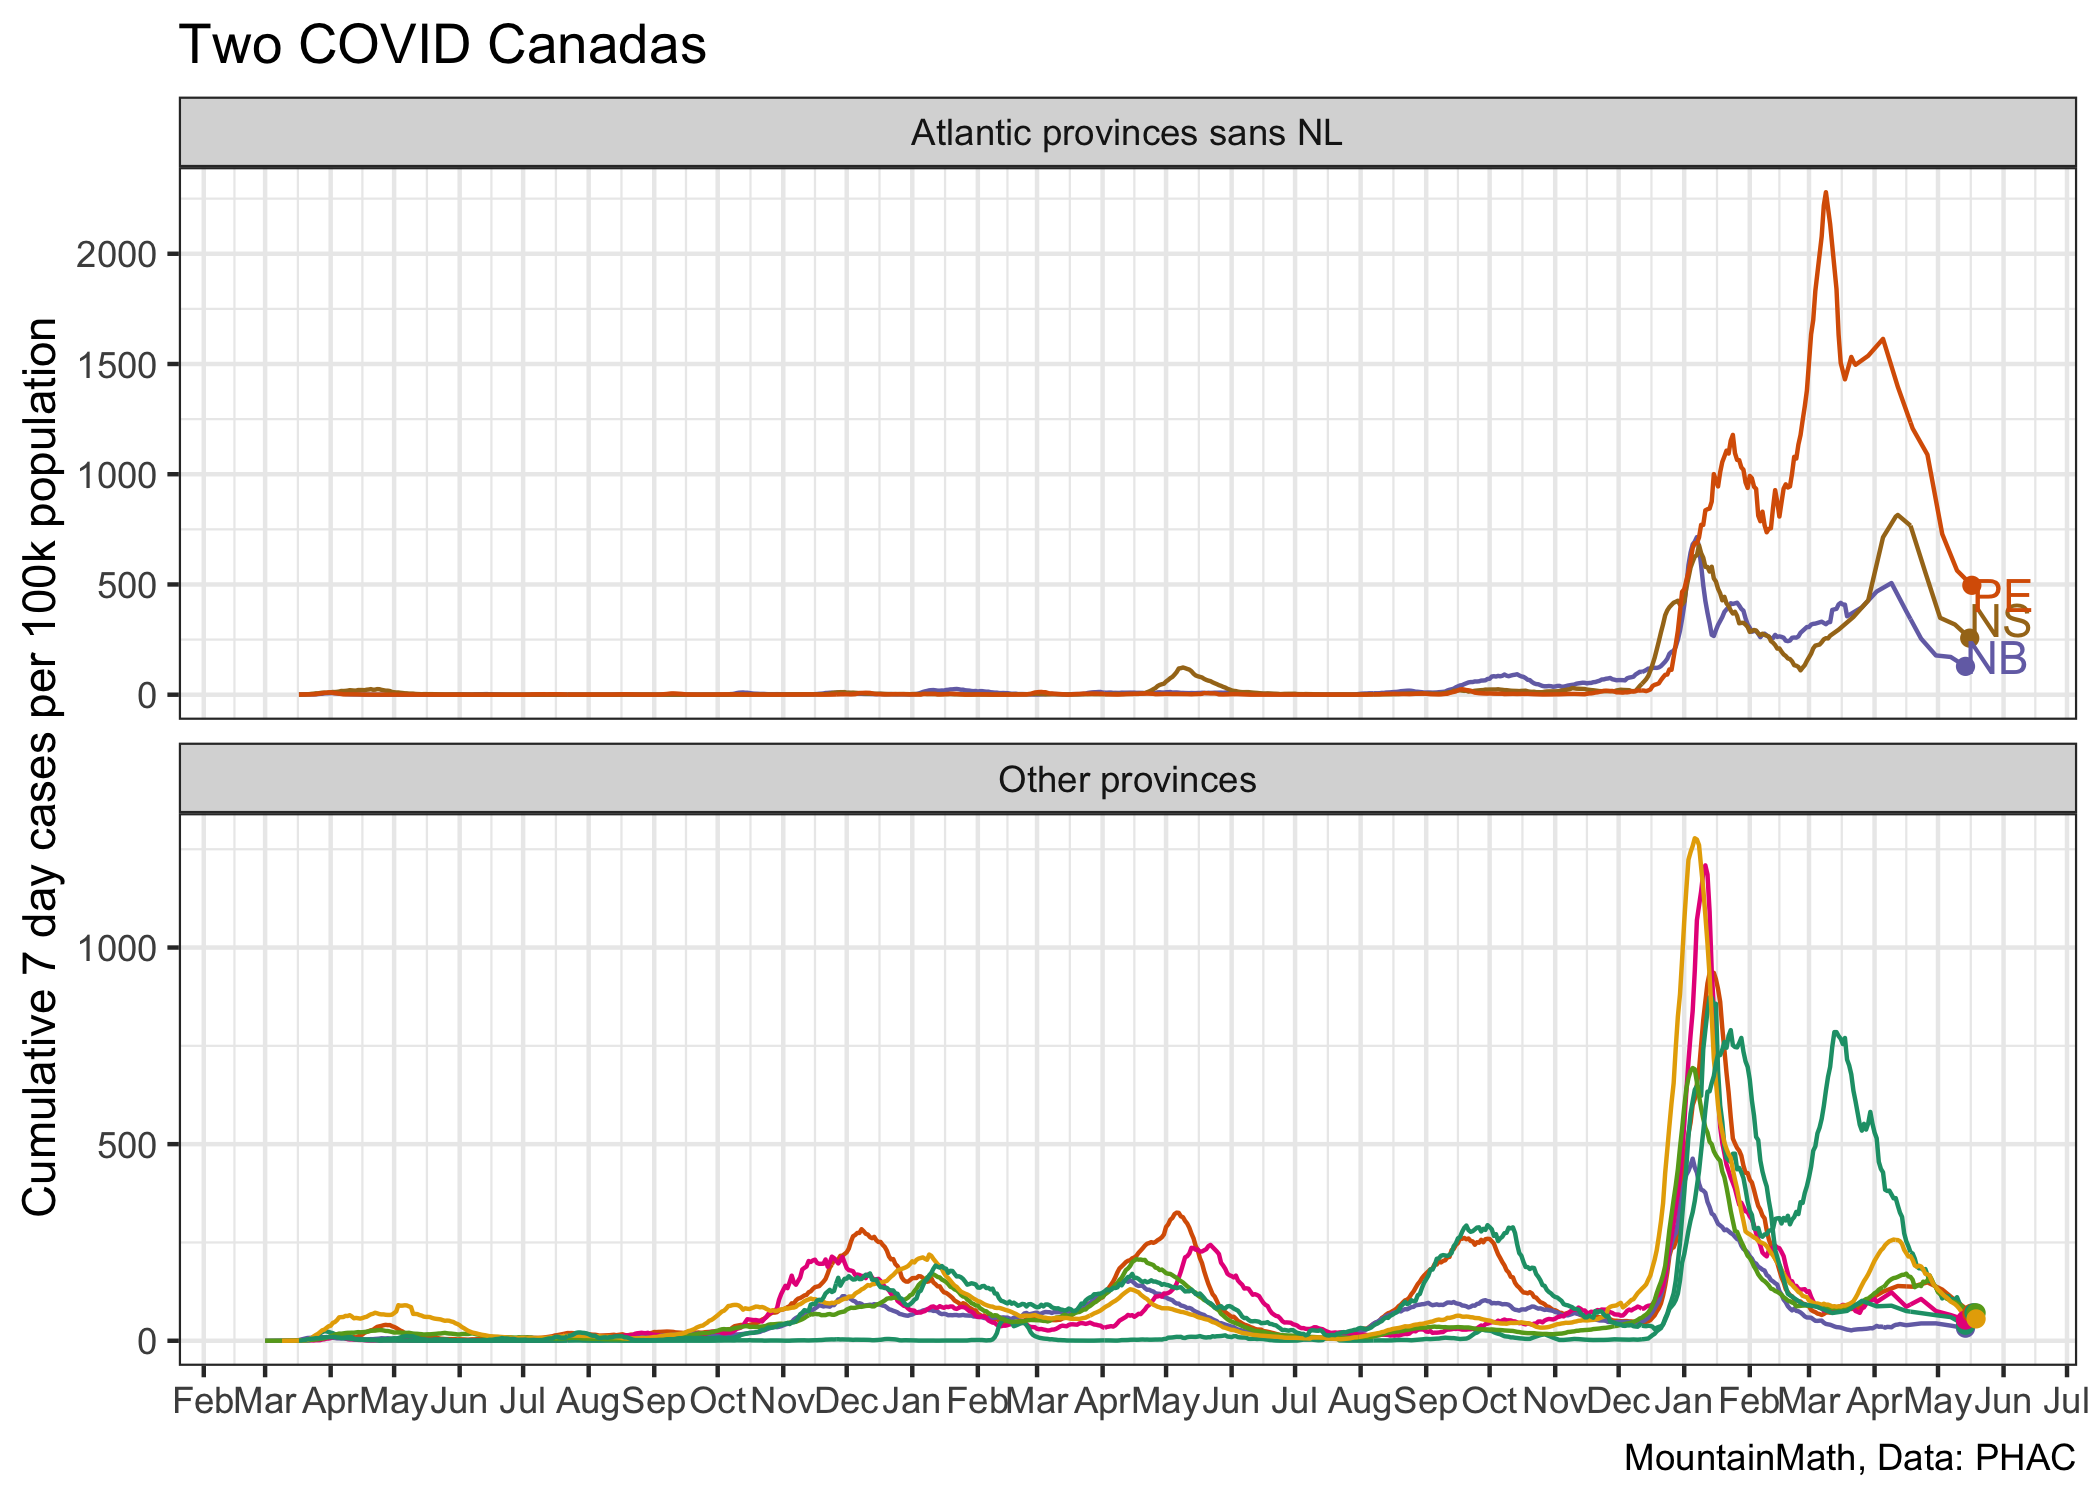 Two COVID Canadas
Atlantic provinces sans NL
Cumulative 7 day cases per 100k population
2000
1500
1000
500
0
PE
NS
NB
Other provinces
1000
500
0
Feb Mar Apr May Jun Jul Aug Sep Oct Nov Dec Jan Feb Mar Apr May Jun Jul Aug Sep Oct Nov Dec Jan Feb Mar Apr May Jun Jul
MountainMath, Data: PHAC